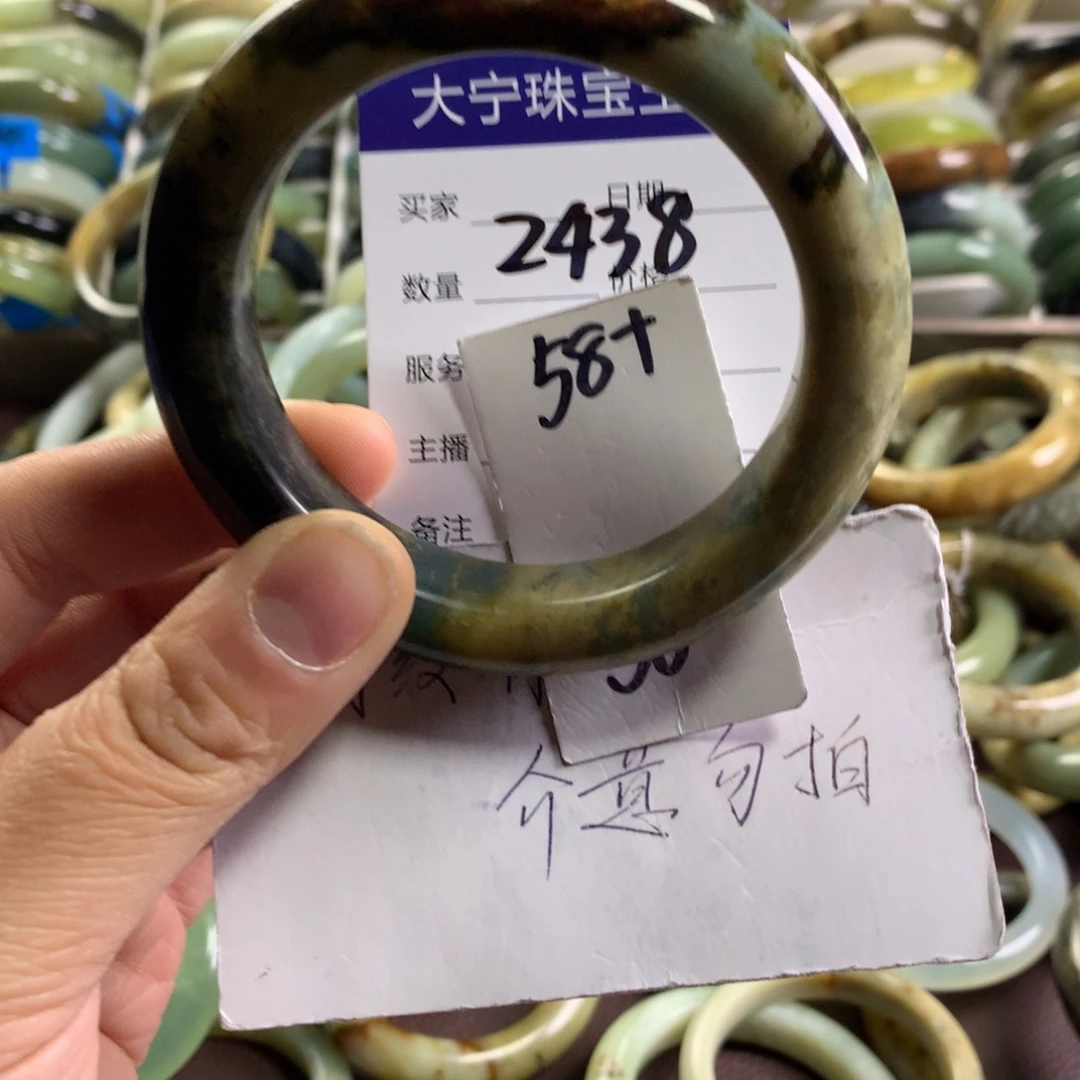 大宁珠宝
买家
日期
2438
数量
价格
58+
服务
主播
备注
纹
介意勿拍